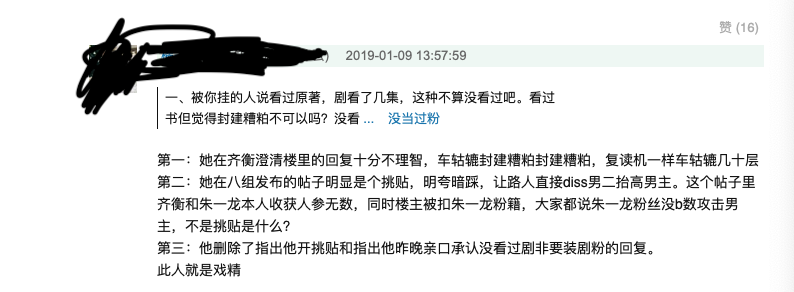 赞 (16)
2019-01-09 13:57:59
一、被你挂的人说看过原著，剧看了几集，这种不算没看过吧。看过
书但觉得封建糟粕不可以吗？没看 ... 没当过粉
第一：她在齐衡澄清楼里的回复十分不理智，车轱辘封建糟粕封建糟粕，复读机一样车轱辘几十层
第二：她在八组发布的帖子明显是个挑贴，明夸暗踩，让路人直接diss男二抬高男主。这个帖子里
齐衡和朱一龙本人收获人参无数，同时楼主被扣朱一龙粉籍，大家都说朱一龙粉丝没b数攻击男
主，不是挑贴是什么？
第三：他删除了指出他开挑贴和指出他昨晚亲口承认没看过剧非要装剧粉的回复。
此人就是戏精